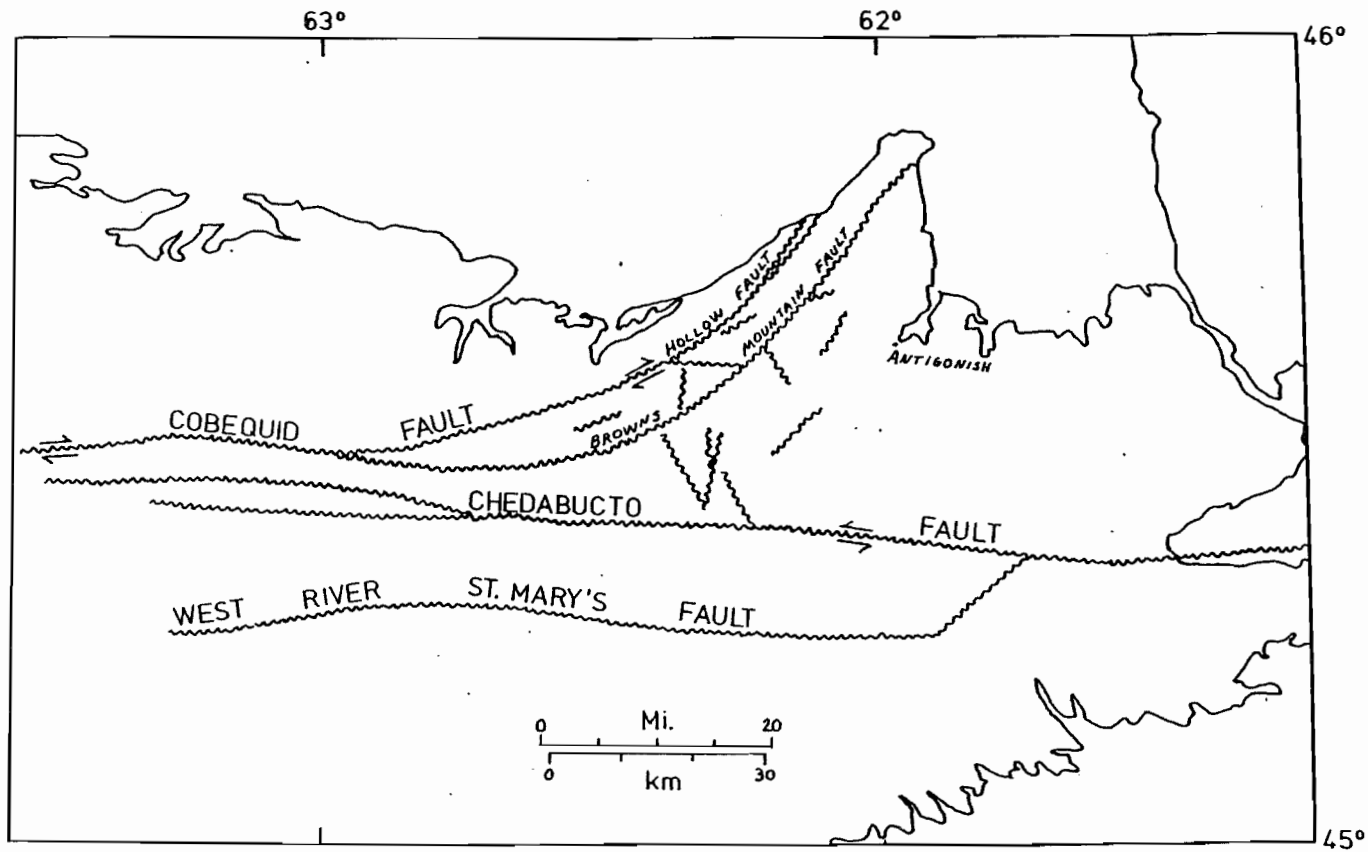 63° 62°
46°
HOLLOW FAULT
BROWNS MOUNTAIN FAULT
ANTIGONISH
COBEQUID FAULT
CHEDABUCTO FAULT
WEST RIVER ST. MARY'S FAULT
0 Mi. 20
0 km 30
45°